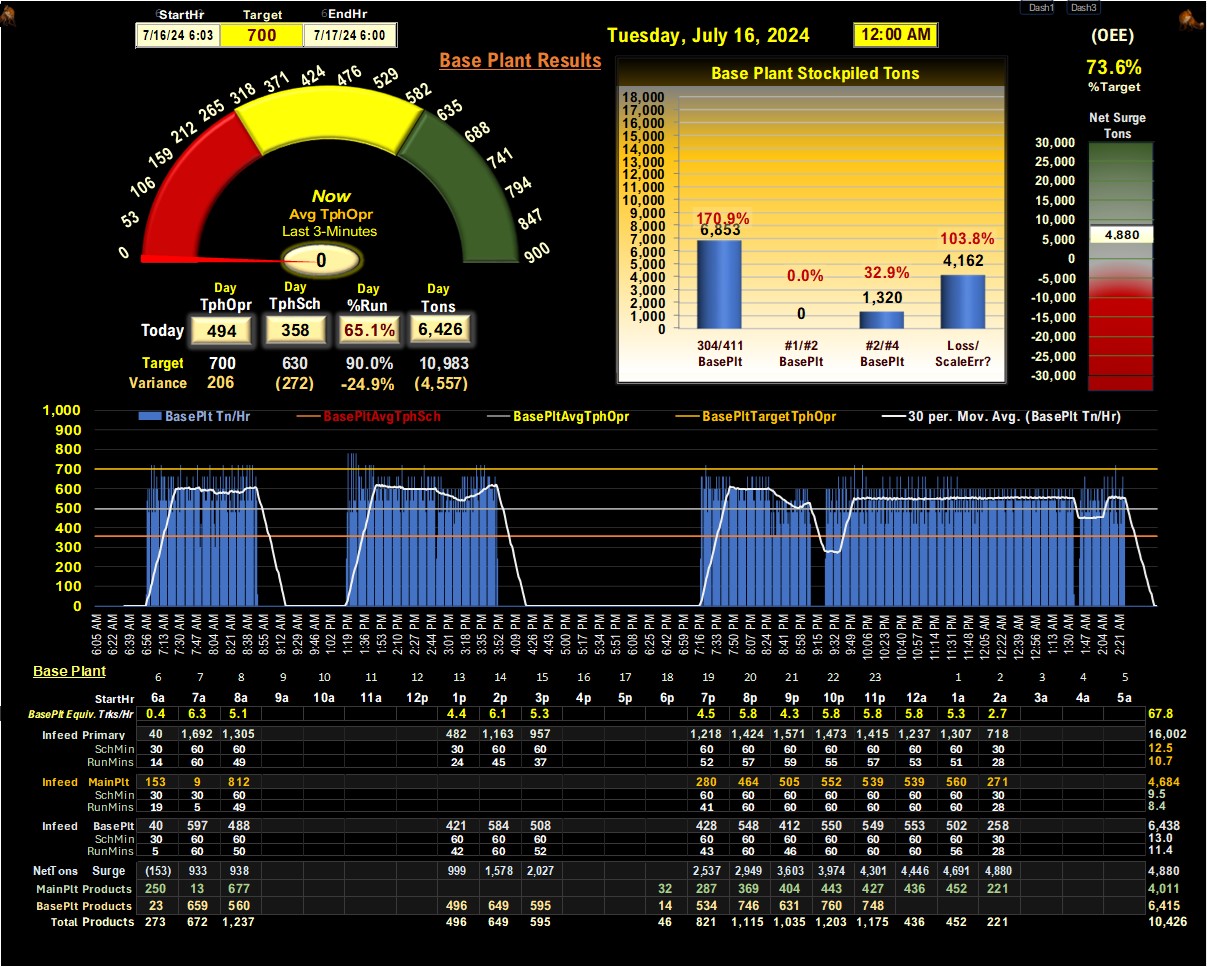 Dash1 Dash3
StartHr Target EndHr
7/16/24 6:03 700 7/17/24 6:00
Tuesday, July 16, 2024 12:00 AM
(OEE)
73.6%
%Target
Base Plant Results
Net Surge
Tons
0 53 106 159 212 265 318 371 424 476 529 582 635 688 741 794 847 900
Now
Avg TphOpr
Last 3-Minutes
0
Day Day Day Day
TphOpr TphSch %Run Tons
Today 494 358 65.1% 6,426
Target 700 630 90.0% 10,983
Variance 206 (272) -24.9% (4,557)
Base Plant Stockpiled Tons
18,000
17,000
16,000
15,000
14,000
13,000
12,000
11,000
10,000
9,000
8,000
7,000
6,000
5,000
4,000
3,000
2,000
1,000
0
170.9% 0.0% 32.9% 103.8%
6,853 0 1,320 4,162
304/411 #1/#2 #2/#4 Loss/
BasePlt BasePlt BasePlt ScaleErr?
30,000
25,000
20,000
15,000
10,000
5,000
0
-5,000
-10,000
-15,000
-20,000
-25,000
-30,000
4,880
BasePlt Tn/Hr BasePltAvgTphSch BasePltAvgTphOpr BasePltTargetTphOpr 30 per. Mov. Avg. (BasePlt Tn/Hr)
1,000
900
800
700
600
500
400
300
200
100
0
6:05 AM 6:22 AM 6:39 AM 6:56 AM 7:13 AM 7:30 AM 7:47 AM 8:04 AM 8:21 AM 8:38 AM 8:55 AM 9:12 AM 9:29 AM 9:46 AM 1:02 PM 1:19 PM 1:36 PM 1:53 PM 2:10 PM 2:27 PM 2:44 PM 3:01 PM 3:18 PM 3:35 PM 3:52 PM 4:09 PM 4:26 PM 4:43 PM 5:00 PM 5:17 PM 5:34 PM 5:51 PM 6:08 PM 6:25 PM 6:42 PM 6:59 PM 7:16 PM 7:33 PM 7:50 PM 8:07 PM 8:24 PM 8:41 PM 8:58 PM 9:15 PM 9:32 PM 9:49 PM 10:06 PM 10:23 PM 10:40 PM 10:57 PM 11:14 PM 11:31 PM 11:48 PM 12:05 AM 12:22 AM 12:39 AM 12:56 AM 1:13 AM 1:30 AM 1:47 AM 2:04 AM 2:21 AM
Base Plant
6 7 8 9 10 11 12 13 14 15 16 17 18 19 20 21 22 23 1 2 3 4 5
StartHr 6a 7a 8a 9a 10a 11a 12p 1p 2p 3p 4p 5p 6p 7p 8p 9p 10p 11p 12a 1a 2a 3a 4a 5a
BasePlt Equiv. Trks/Hr 0.4 6.3 5.1 4.4 6.1 5.3 4.5 5.8 4.3 5.8 5.8 5.8 5.3 2.7 67.8
Infeed Primary 40 1,692 1,305 482 1,163 957 1,218 1,424 1,571 1,473 1,415 1,237 1,307 718 16,002
SchMin 30 60 60 30 60 60 60 60 60 60 60 60 60 30 12.5
RunMins 14 60 49 24 45 37 52 57 59 55 57 53 51 28 10.7
Infeed MainPlt 153 9 812 280 464 505 552 539 539 560 271 4,684
SchMin 30 30 60 60 60 60 60 60 60 60 30 9.5
RunMins 19 5 49 41 60 60 60 60 60 60 28 8.4
Infeed BasePlt 40 597 488 421 584 508 428 548 412 550 549 553 502 258 6,438
SchMin 30 60 60 60 60 60 60 60 60 60 60 60 60 30 13.0
RunMins 5 60 50 42 60 52 43 60 46 60 60 60 56 28 11.4
NetTons Surge (153) 933 938 999 1,578 2,027 2,537 2,949 3,603 3,974 4,301 4,446 4,691 4,880 4,880
MainPlt Products 250 13 677 32 287 369 404 443 427 436 452 221 4,011
BasePlt Products 23 659 560 496 649 595 14 534 746 631 760 748 6,415
Total Products 273 672 1,237 496 649 595 46 821 1,115 1,035 1,203 1,175 436 452 221 10,426